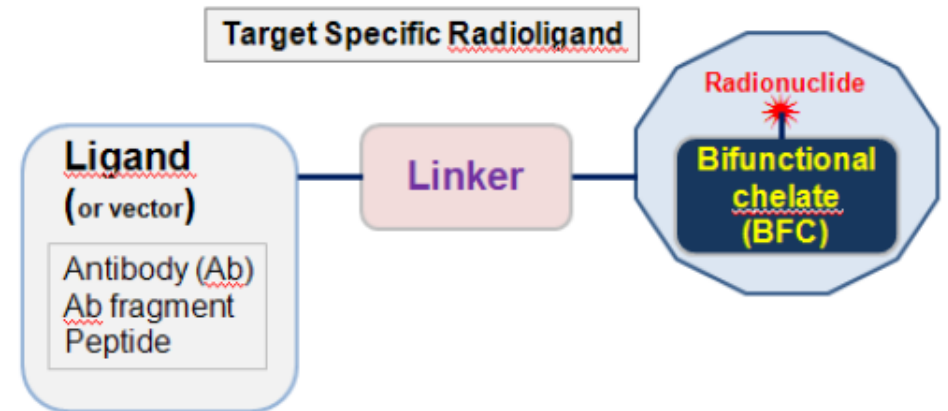 Target Specific Radioligand
Ligand
(or vector)
Antibody (Ab)
Ab fragment
Peptide
Linker
Radionuclide
Bifunctional
chelate
(BFC)